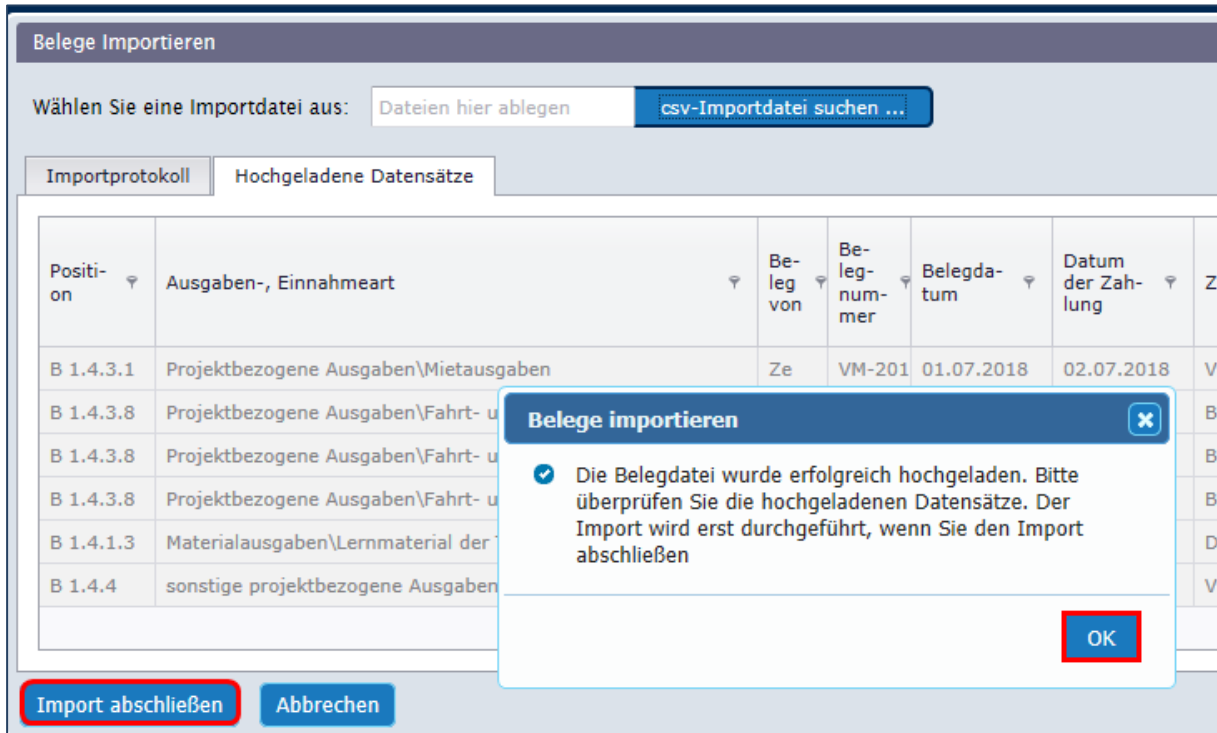 Belege Importieren
Wählen Sie eine Importdatei aus: Dateien hier ablegen csv-Importdatei suchen ...
Importprotokoll Hochgeladene Datensätze
Positi-
on
Ausgaben-, Einnahmeart
Be-
leg
von
Be-
leg-
num-
mer
Belegda-
tum
Datum
der Zah-
lung
Z
B 1.4.3.1 Projektbezogene Ausgaben\Mietausgaben Ze VM-201 01.07.2018 02.07.2018 V
B 1.4.3.8 Projektbezogene Ausgaben\Fahrt- u B
B 1.4.3.8 Projektbezogene Ausgaben\Fahrt- u B
B 1.4.3.8 Projektbezogene Ausgaben\Fahrt- u B
B 1.4.1.3 Materialausgaben\Lernmaterial der D
B 1.4.4 sonstige projektbezogene Ausgaben V
Belege importieren
Die Belegdatei wurde erfolgreich hochgeladen. Bitte
überprüfen Sie die hochgeladenen Datensätze. Der
Import wird erst durchgeführt, wenn Sie den Import
abschließen
OK
Import abschließen Abbrechen